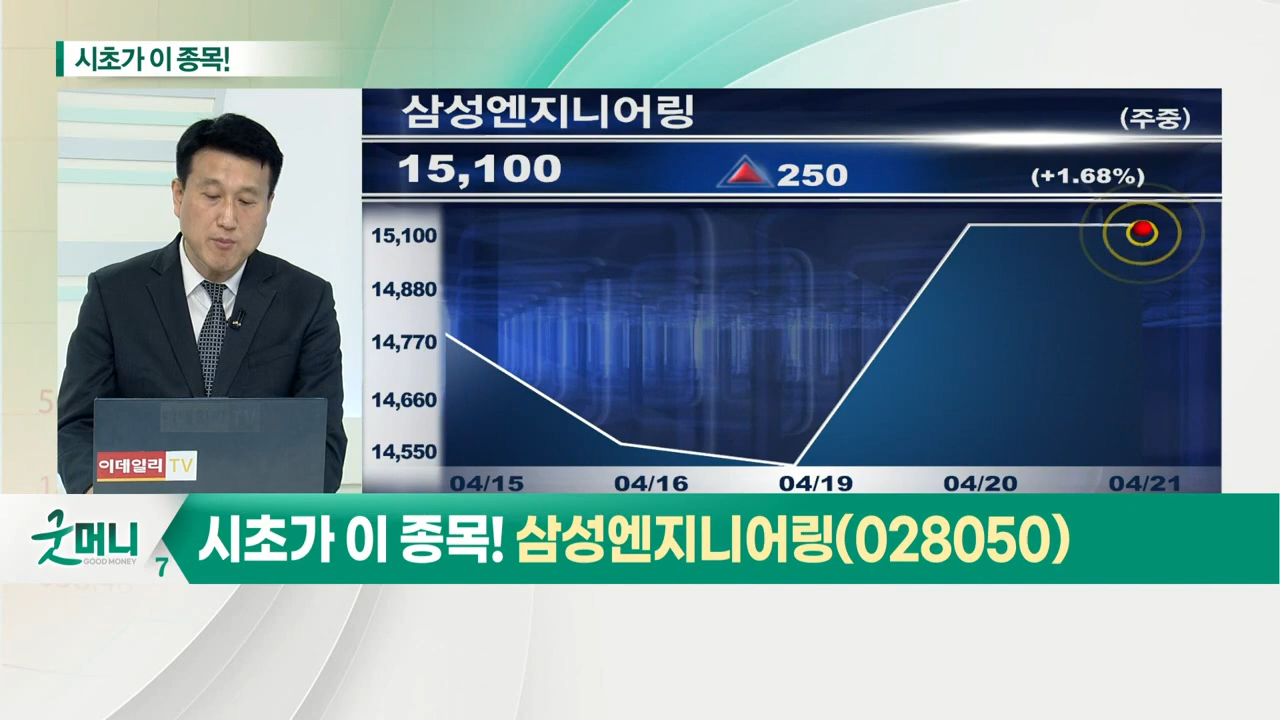 시초가 이 종목!
삼성엔지니어링 (주중)
15,100 250 (+1.68%)
15,100
14,880
14,770
14,660
14,550
04/15 04/16 04/19 04/20 04/21
이데일리 TV
굿머니
GOOD MONEY
7
시초가 이 종목! 삼성엔지니어링(028050)